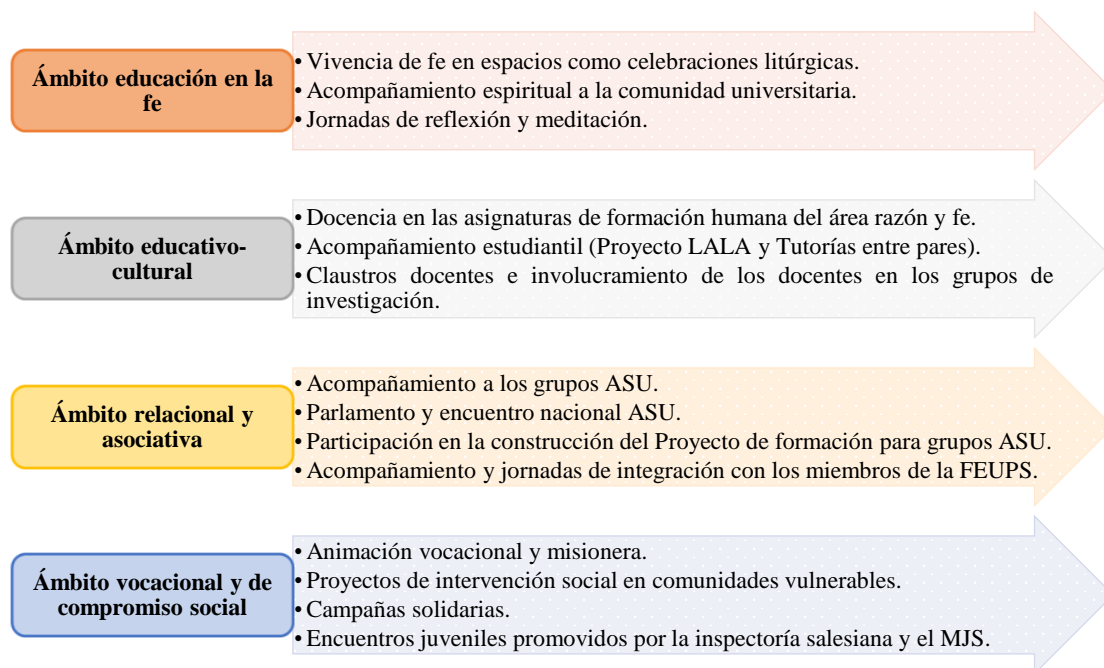 Ámbito educación en la
fe
• Vivencia de fe en espacios como celebraciones litúrgicas.
• Acompañamiento espiritual a la comunidad universitaria.
• Jornadas de reflexión y meditación.
Ámbito educativo-
cultural
• Docencia en las asignaturas de formación humana del área razón y fe.
• Acompañamiento estudiantil (Proyecto LALA y Tutorías entre pares).
• Claustros docentes e involucramiento de los docentes en los grupos de
investigación.
Ámbito relacional y
asociativa
• Acompañamiento a los grupos ASU.
• Parlamento y encuentro nacional ASU.
• Participación en la construcción del Proyecto de formación para grupos ASU.
• Acompañamiento y jornadas de integración con los miembros de la FEUPS.
Ámbito vocacional y de
compromiso social
• Animación vocacional y misionera.
• Proyectos de intervención social en comunidades vulnerables.
• Campañas solidarias.
• Encuentros juveniles promovidos por la inspectoría salesiana y el MJS.